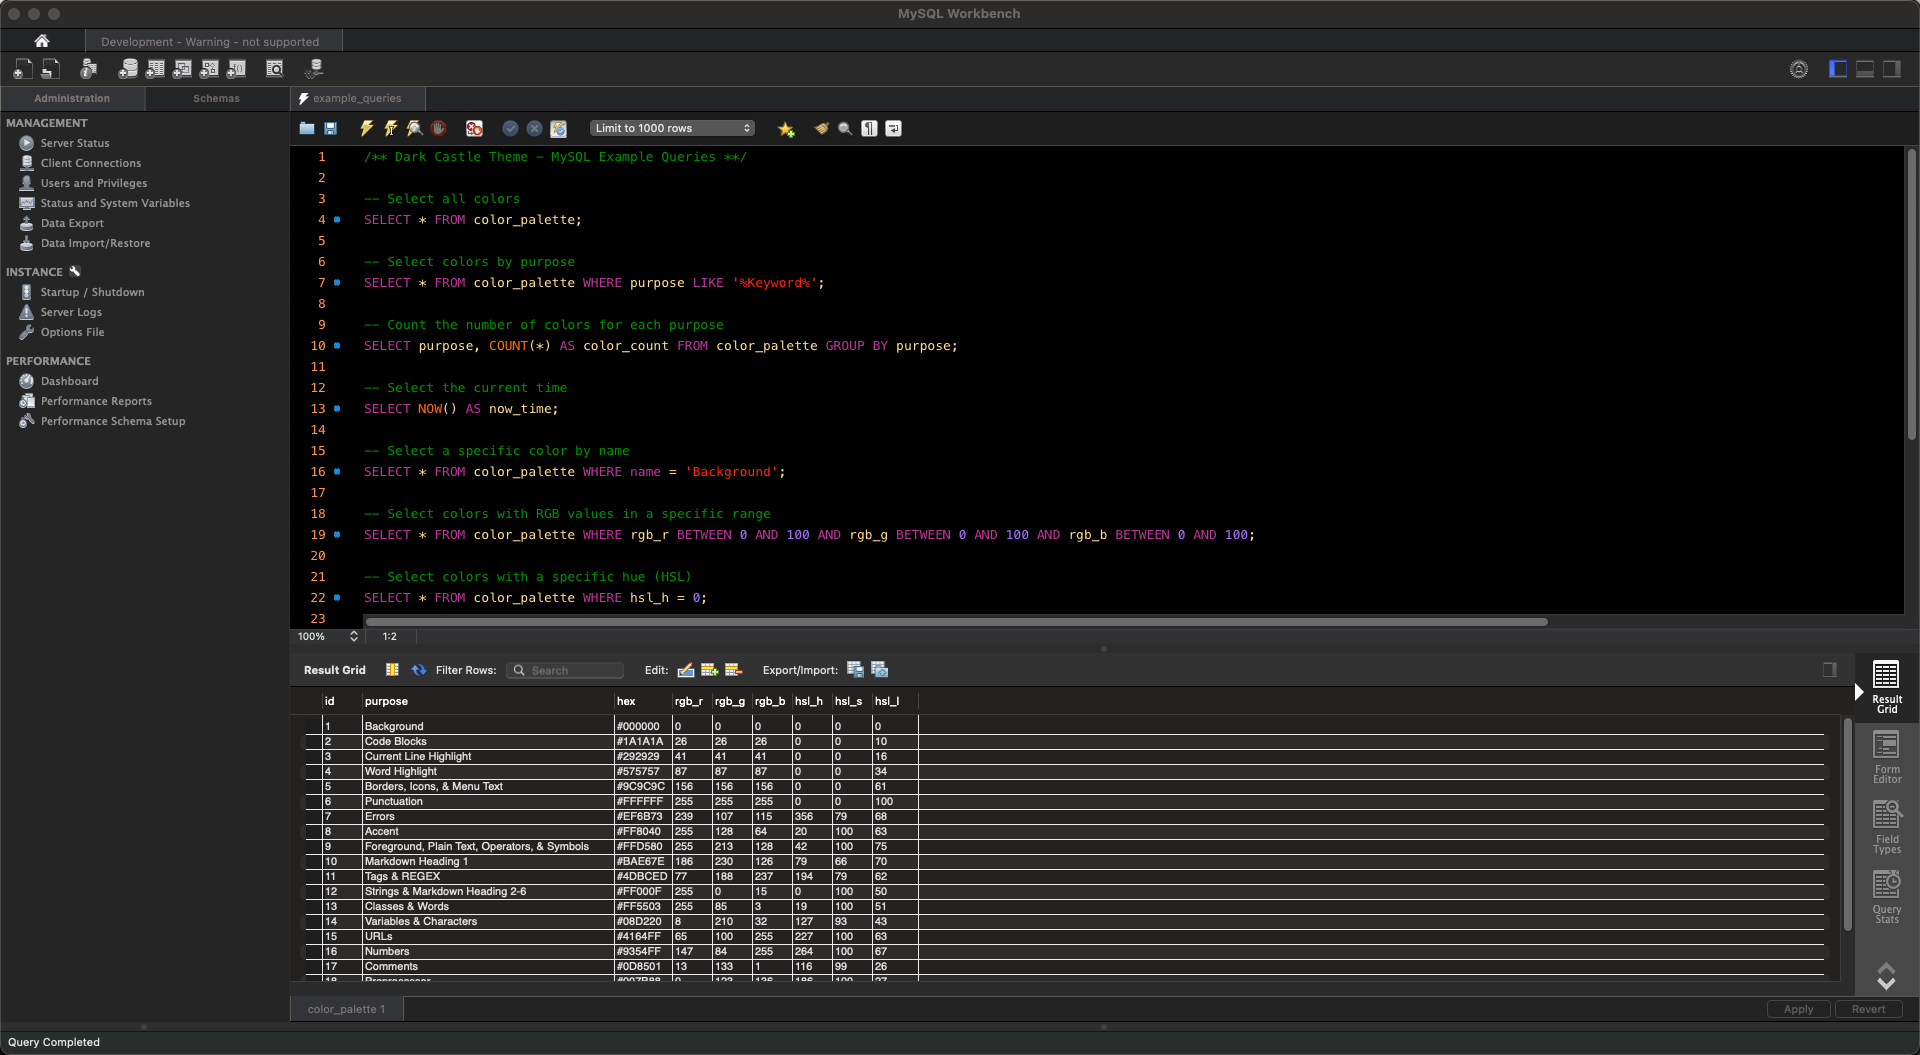 MySQL Workbench
Development - Warning - not supported
Administration
Schemas
example_queries
MANAGEMENT
Server Status
Client Connections
Users and Privileges
Status and System Variables
Data Export
Data Import/Restore
INSTANCE
Startup / Shutdown
Server Logs
Options File
PERFORMANCE
Dashboard
Performance Reports
Performance Schema Setup
Limit to 1000 rows
1 /** Dark Castle Theme - MySQL Example Queries **/
2
3 -- Select all colors
4 SELECT * FROM color_palette;
5
6 -- Select colors by purpose
7 SELECT * FROM color_palette WHERE purpose LIKE '%Keyword%';
8
9 -- Count the number of colors for each purpose
10 SELECT purpose, COUNT(*) AS color_count FROM color_palette GROUP BY purpose;
11
12 -- Select the current time
13 SELECT NOW() AS now_time;
14
15 -- Select a specific color by name
16 SELECT * FROM color_palette WHERE name = 'Background';
17
18 -- Select colors with RGB values in a specific range
19 SELECT * FROM color_palette WHERE rgb_r BETWEEN 0 AND 100 AND rgb_g BETWEEN 0 AND 100 AND rgb_b BETWEEN 0 AND 100;
20
21 -- Select colors with a specific hue (HSL)
22 SELECT * FROM color_palette WHERE hsl_h = 0;
23
100% 1:2
Result Grid Filter Rows: Search Edit: Export/Import:
id purpose hex rgb_r rgb_g rgb_b hsl_h hsl_s hsl_l
1 Background #000000 0 0 0 0 0 0
2 Code Blocks #1A1A1A 26 26 26 0 0 10
3 Current Line Highlight #292929 41 41 41 0 0 16
4 Word Highlight #575757 87 87 87 0 0 34
5 Borders, Icons, & Menu Text #9C9C9C 156 156 156 0 0 61
6 Punctuation #FFFFFF 255 255 255 0 0 100
7 Errors #EF6B73 239 107 115 356 79 68
8 Accent #FF8040 255 128 64 20 100 63
9 Foreground, Plain Text, Operators, & Symbols #FFD580 255 213 128 42 100 75
10 Markdown Heading 1 #BAE67E 186 230 126 79 66 70
11 Tags & REGEX #4DBCED 77 188 237 194 79 62
12 Strings & Markdown Heading 2-6 #FF000F 255 0 15 0 100 50
13 Classes & Words #FF5503 255 85 3 19 100 51
14 Variables & Characters #08D220 8 210 32 127 93 43
15 URLs #4164FF 65 100 255 227 100 63
16 Numbers #9354FF 147 84 255 264 100 67
17 Comments #0D8501 13 133 1 116 99 26
18 Preprocessor
Result
Grid
Form
Editor
Field
Types
Query
Stats
color_palette 1
Apply
Revert
Query Completed